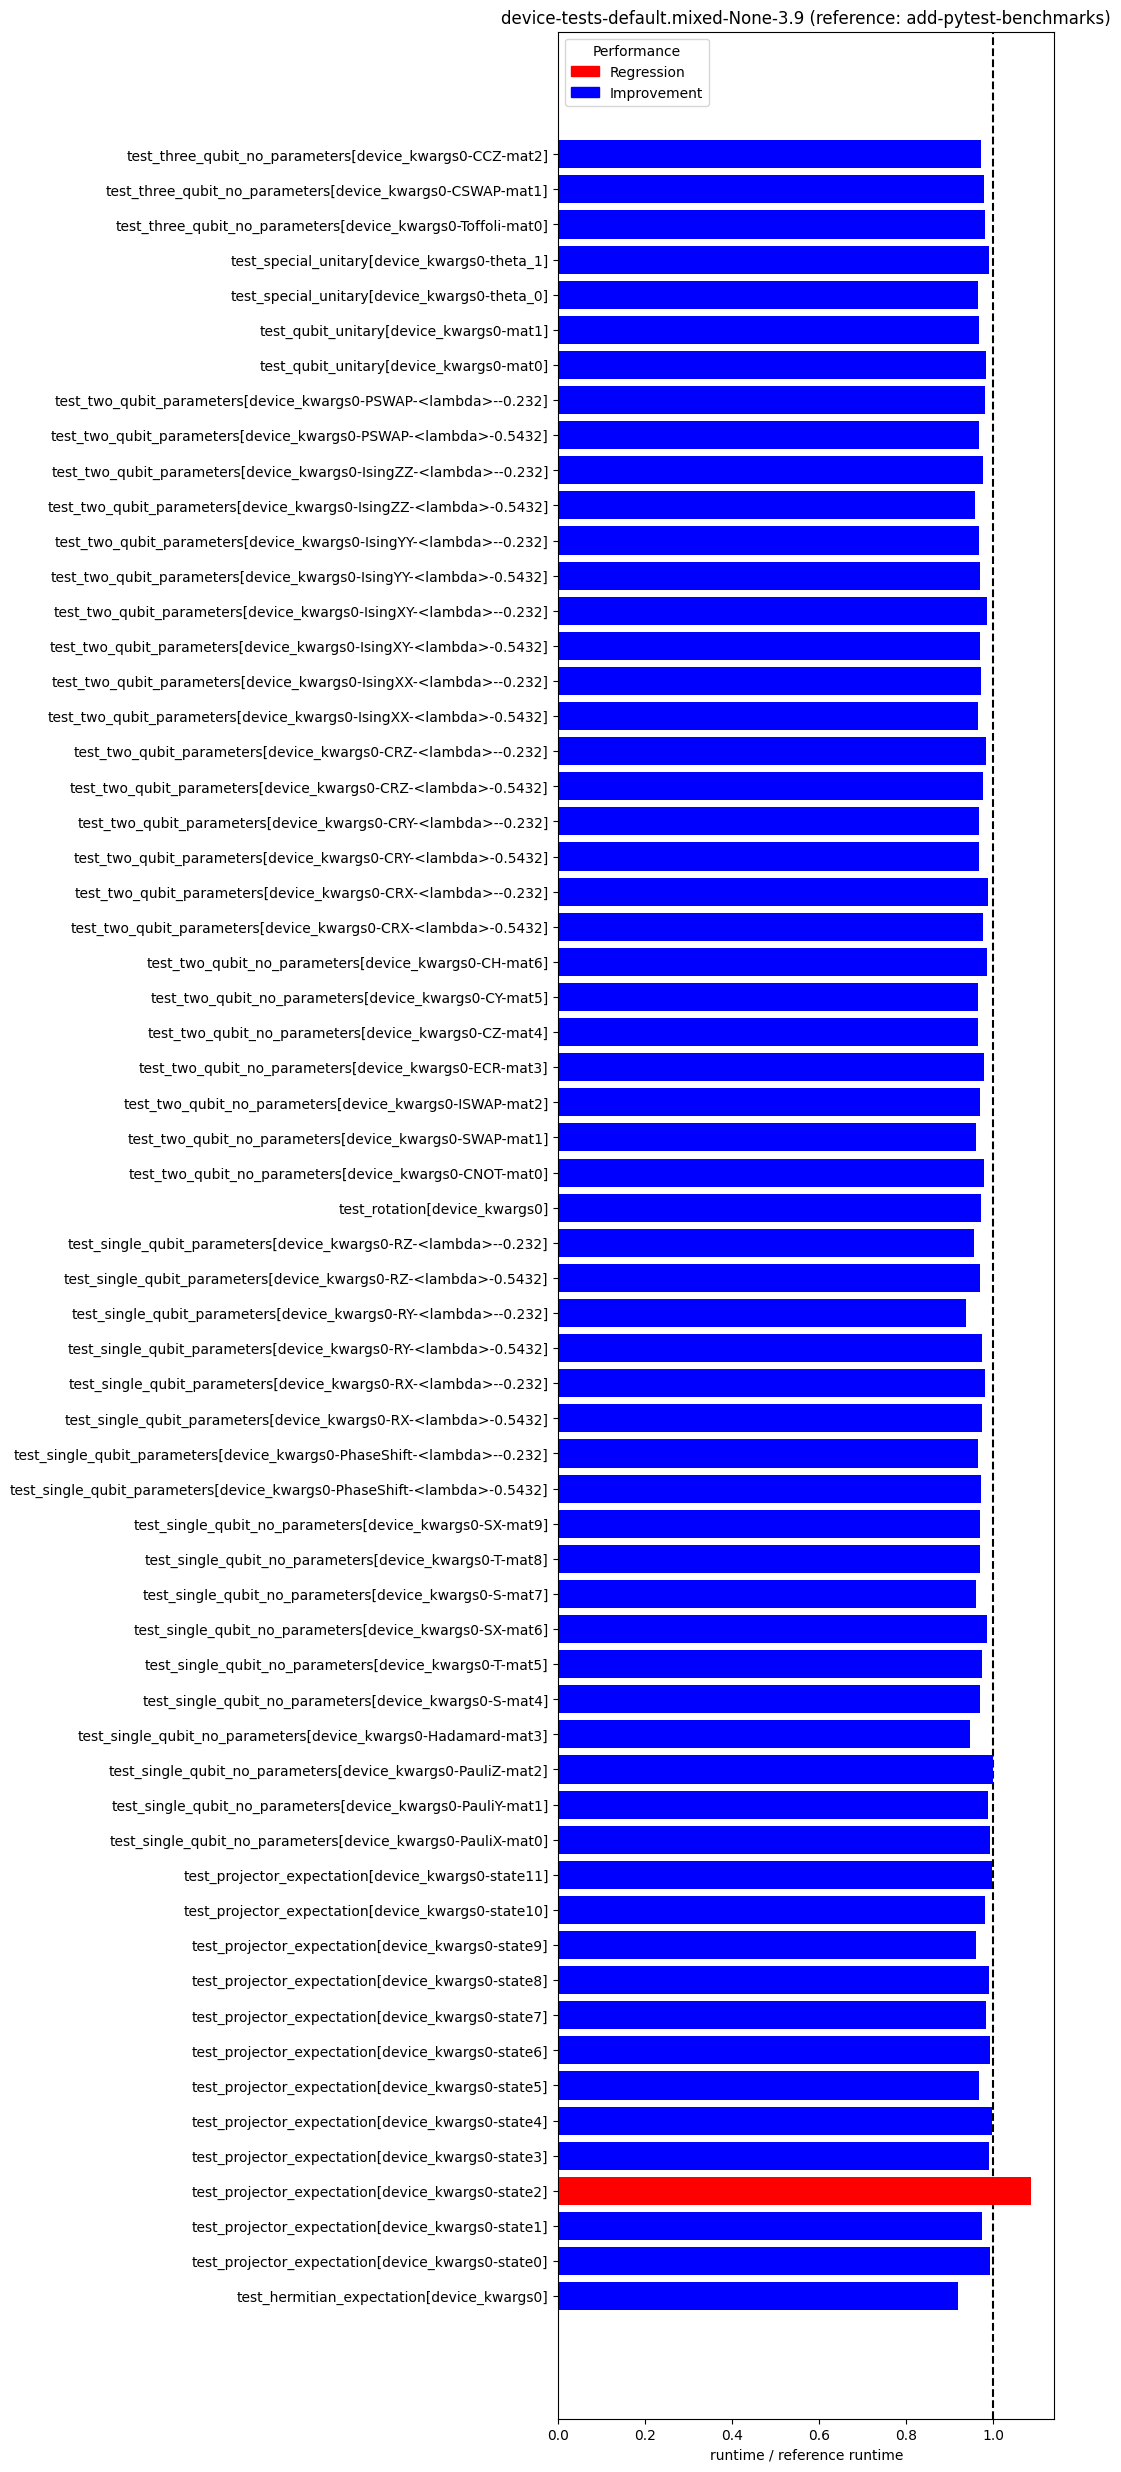 device-tests-default.mixed-None-3.9 (reference: add-pytest-benchmarks)
Performance
Regression
Improvement
test_three_qubit_no_parameters[device_kwargs0-CCZ-mat2]
test_three_qubit_no_parameters[device_kwargs0-CSWAP-mat1]
test_three_qubit_no_parameters[device_kwargs0-Toffoli-mat0]
test_special_unitary[device_kwargs0-theta_1]
test_special_unitary[device_kwargs0-theta_0]
test_qubit_unitary[device_kwargs0-mat1]
test_qubit_unitary[device_kwargs0-mat0]
test_two_qubit_parameters[device_kwargs0-PSWAP-<lambda>--0.232]
test_two_qubit_parameters[device_kwargs0-PSWAP-<lambda>-0.5432]
test_two_qubit_parameters[device_kwargs0-IsingZZ-<lambda>--0.232]
test_two_qubit_parameters[device_kwargs0-IsingZZ-<lambda>-0.5432]
test_two_qubit_parameters[device_kwargs0-IsingYY-<lambda>--0.232]
test_two_qubit_parameters[device_kwargs0-IsingYY-<lambda>-0.5432]
test_two_qubit_parameters[device_kwargs0-IsingXY-<lambda>--0.232]
test_two_qubit_parameters[device_kwargs0-IsingXY-<lambda>-0.5432]
test_two_qubit_parameters[device_kwargs0-IsingXX-<lambda>--0.232]
test_two_qubit_parameters[device_kwargs0-IsingXX-<lambda>-0.5432]
test_two_qubit_parameters[device_kwargs0-CRZ-<lambda>--0.232]
test_two_qubit_parameters[device_kwargs0-CRZ-<lambda>-0.5432]
test_two_qubit_parameters[device_kwargs0-CRY-<lambda>--0.232]
test_two_qubit_parameters[device_kwargs0-CRY-<lambda>-0.5432]
test_two_qubit_parameters[device_kwargs0-CRX-<lambda>--0.232]
test_two_qubit_parameters[device_kwargs0-CRX-<lambda>-0.5432]
test_two_qubit_no_parameters[device_kwargs0-CH-mat6]
test_two_qubit_no_parameters[device_kwargs0-CY-mat5]
test_two_qubit_no_parameters[device_kwargs0-CZ-mat4]
test_two_qubit_no_parameters[device_kwargs0-ECR-mat3]
test_two_qubit_no_parameters[device_kwargs0-ISWAP-mat2]
test_two_qubit_no_parameters[device_kwargs0-SWAP-mat1]
test_two_qubit_no_parameters[device_kwargs0-CNOT-mat0]
test_rotation[device_kwargs0]
test_single_qubit_parameters[device_kwargs0-RZ-<lambda>--0.232]
test_single_qubit_parameters[device_kwargs0-RZ-<lambda>-0.5432]
test_single_qubit_parameters[device_kwargs0-RY-<lambda>--0.232]
test_single_qubit_parameters[device_kwargs0-RY-<lambda>-0.5432]
test_single_qubit_parameters[device_kwargs0-RX-<lambda>--0.232]
test_single_qubit_parameters[device_kwargs0-RX-<lambda>-0.5432]
test_single_qubit_parameters[device_kwargs0-PhaseShift-<lambda>--0.232]
test_single_qubit_parameters[device_kwargs0-PhaseShift-<lambda>-0.5432]
test_single_qubit_no_parameters[device_kwargs0-SX-mat9]
test_single_qubit_no_parameters[device_kwargs0-T-mat8]
test_single_qubit_no_parameters[device_kwargs0-S-mat7]
test_single_qubit_no_parameters[device_kwargs0-SX-mat6]
test_single_qubit_no_parameters[device_kwargs0-T-mat5]
test_single_qubit_no_parameters[device_kwargs0-S-mat4]
test_single_qubit_no_parameters[device_kwargs0-Hadamard-mat3]
test_single_qubit_no_parameters[device_kwargs0-PauliZ-mat2]
test_single_qubit_no_parameters[device_kwargs0-PauliY-mat1]
test_single_qubit_no_parameters[device_kwargs0-PauliX-mat0]
test_projector_expectation[device_kwargs0-state11]
test_projector_expectation[device_kwargs0-state10]
test_projector_expectation[device_kwargs0-state9]
test_projector_expectation[device_kwargs0-state8]
test_projector_expectation[device_kwargs0-state7]
test_projector_expectation[device_kwargs0-state6]
test_projector_expectation[device_kwargs0-state5]
test_projector_expectation[device_kwargs0-state4]
test_projector_expectation[device_kwargs0-state3]
test_projector_expectation[device_kwargs0-state2]
test_projector_expectation[device_kwargs0-state1]
test_projector_expectation[device_kwargs0-state0]
test_hermitian_expectation[device_kwargs0]
0.0 0.2 0.4 0.6 0.8 1.0
runtime / reference runtime